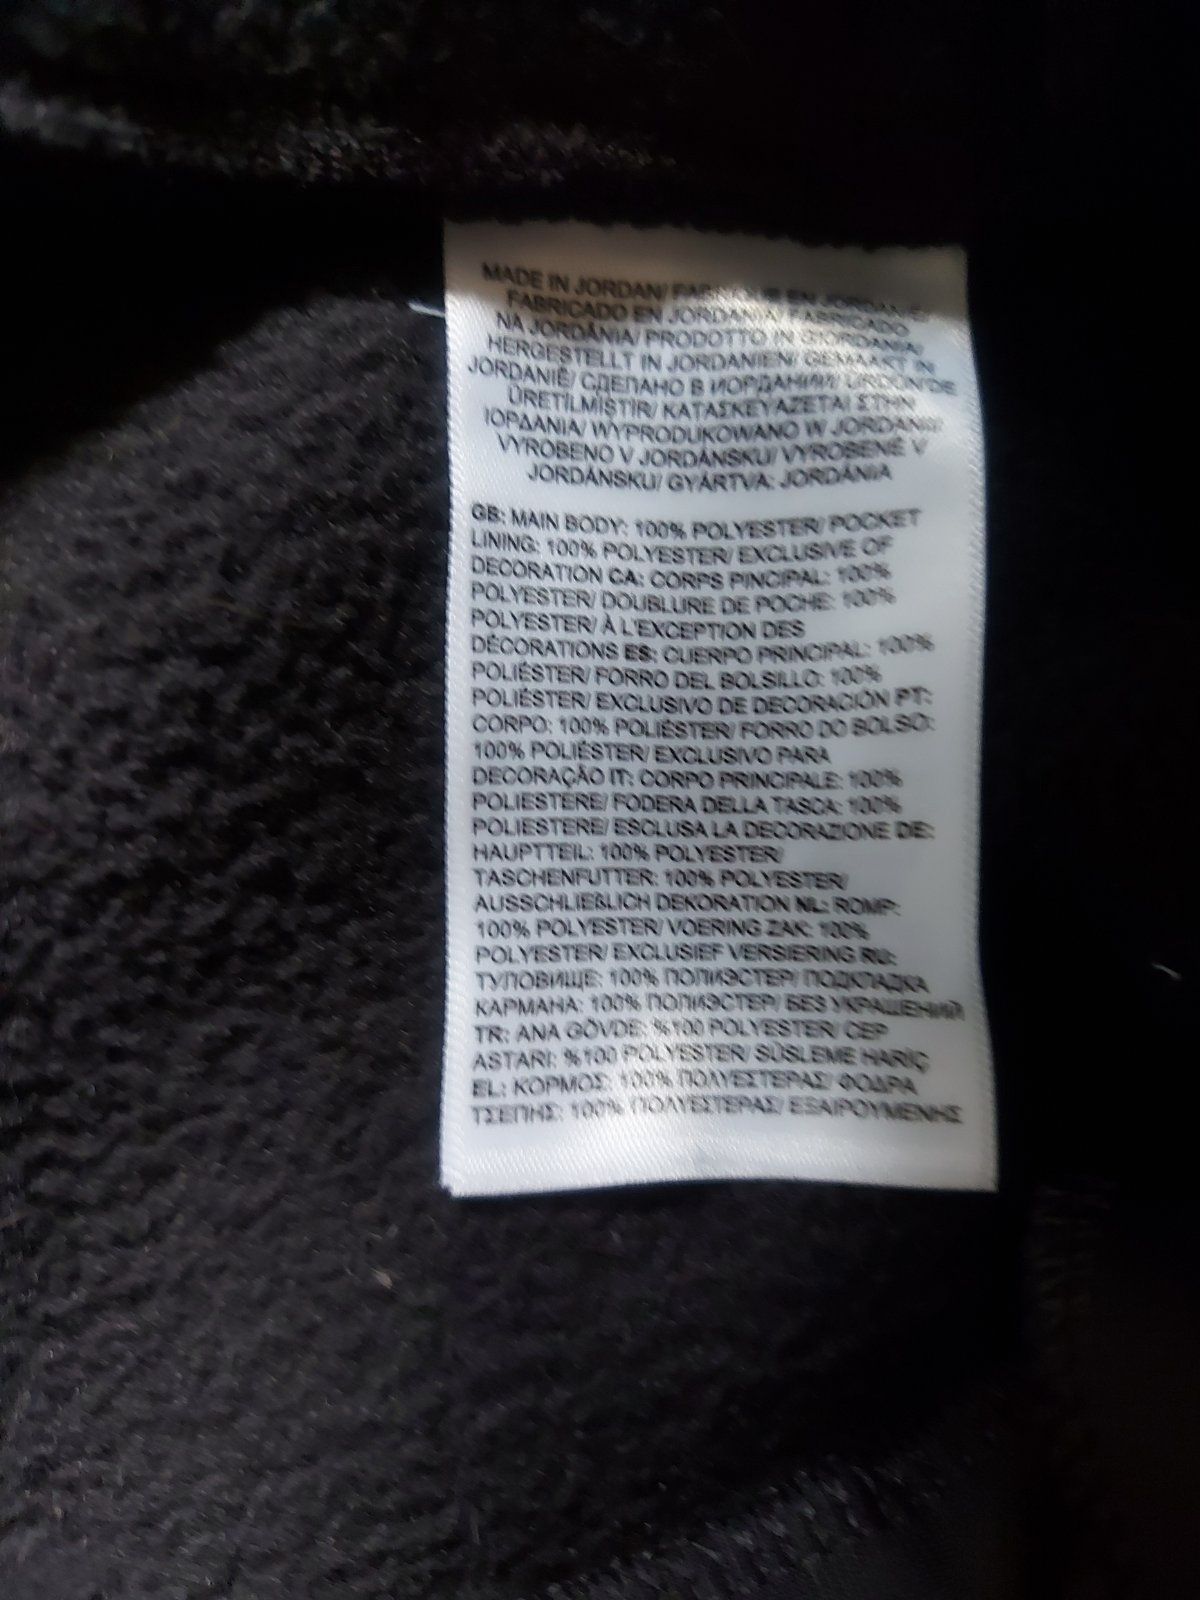 MADE IN JORDAN/ FABRIQUÉ EN JORDANIE/
FABRICADO EN JORDANIA/ FABRICADO
NA JORDÂNIA/ PRODOTTO IN GIORDANIA/
HERGESTELLT IN JORDANIEN/ GEMAAKT IN
JORDANIË/ СДЕЛАНО В ИОРДАНИИ/ ÜRDÜN'DE
ÜRETILMIŞTIR/ ΚΑΤΑΣΚΕΥΑΖΕΤΑΙ ΣΤΗΝ
ΙΟΡΔΑΝΙΑ/ WYPRODUKOWANO W JORDANII/
VYROBENO V JORDÁNSKU/ VYROBENÉ V
JORDÁNSKU/ GYÁRTVA: JORDÁNIA
GB: MAIN BODY: 100% POLYESTER/ POCKET
LINING: 100% POLYESTER/ EXCLUSIVE OF
DECORATION CA: CORPS PINCIPAL: 100%
POLYESTER/ DOUBLURE DE POCHE: 100%
POLYESTER/ À L'EXCEPTION DES
DÉCORATIONS ES: CUERPO PRINCIPAL: 100%
POLIÉSTER/ FORRO DEL BOLSILLO: 100%
POLIÉSTER/ EXCLUSIVO DE DECORACIÓN PT:
CORPO: 100% POLIÉSTER/ FORRO DO BOLSO:
100% POLIÉSTER/ EXCLUSIVO PARA
DECORAÇÃO IT: CORPO PRINCIPALE: 100%
POLIESTERE/ FODERA DELLA TASCA: 100%
POLIESTERE/ ESCLUSA LA DECORAZIONE DE:
HAUPTTEIL: 100% POLYESTER/
TASCHENFUTTER: 100% POLYESTER/
AUSSCHLIEßLICH DEKORATION NL: ROMP:
100% POLYESTER/ VOERING ZAK: 100%
POLYESTER/ EXCLUSIEF VERSIERING RU:
ТУЛОВИЩЕ: 100% ПОЛИЭСТЕР/ ПОДКЛАДКА
КАРМАНА: 100% ПОЛИЭСТЕР/ БЕЗ УКРАШЕНИЙ
TR: ANA GÖVDE: %100 POLYESTER/ CEP
ASTARI: %100 POLYESTER/ SÜSLEME HARİÇ
EL: ΚΟΡΜΟΣ: 100% ΠΟΛΥΕΣΤΕΡΑΣ/ ΦΟΔΡΑ
ΤΣΕΠΗΣ: 100% ΠΟΛΥΕΣΤΕΡΑΣ/ ΕΞΑΙΡΟΥΜΕΝΗΣ